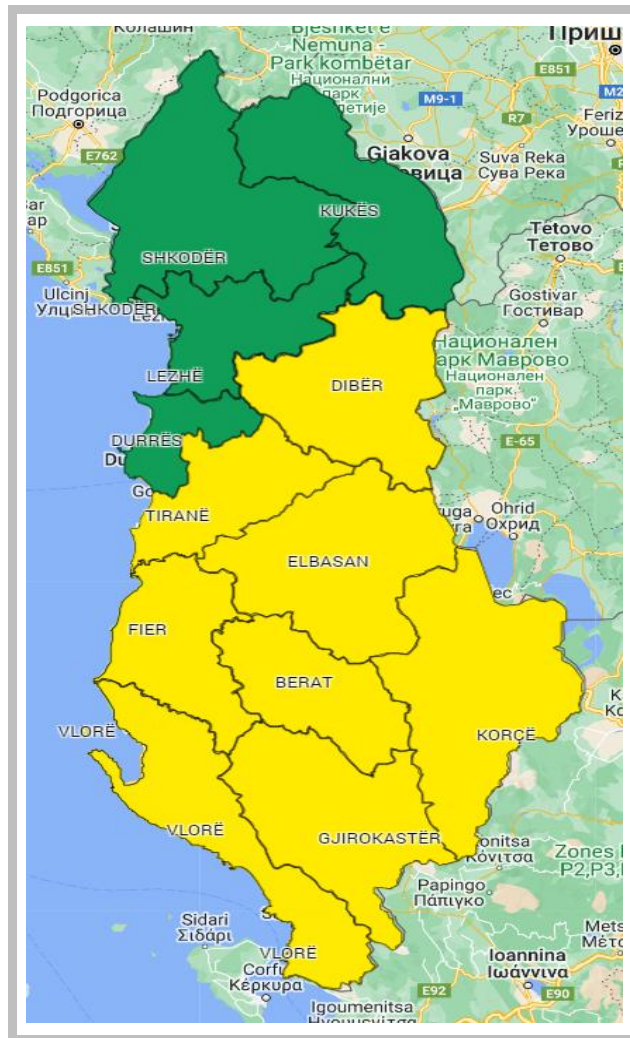 Колашин
Bjeshkët e
Nemuna -
Park kombëtar
Национални
парк
Приш
E851
Podgorica
Подгорица
M9-1
R7
Feriz
Уроше
E762
Gjakova
Suva Reka
Сува Река
KUKËS
Tetovo
Тетово
SHKODËR
E851
Ulcinj
SHKODËR
Gostivar
Гостивар
Национален
парк Маврово
Национален
парк
„Маврово“
LEZHË
DIBËR
DURRËS
E-65
TIRANË
Ohrid
Охрид
ELBASAN
FIER
BERAT
VLORË
KORÇË
VLORË
GJIROKASTËR
Κόνιτσα
Zones
P2,P3,
Papingo
Πάπιγκο
Sidari
Σιδάρι
VLORË
Corfu
Κέρκυρα
Mets
Ioannina
Ιωάννινα
E92
E90
Igoumenitsa